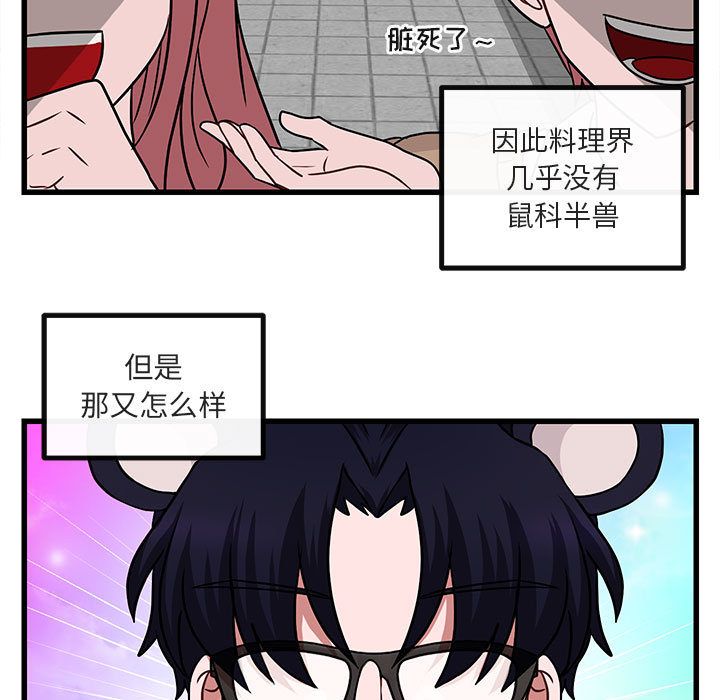 脏死了~
因此料理界
几乎没有
鼠科半兽
但是
那又怎么样